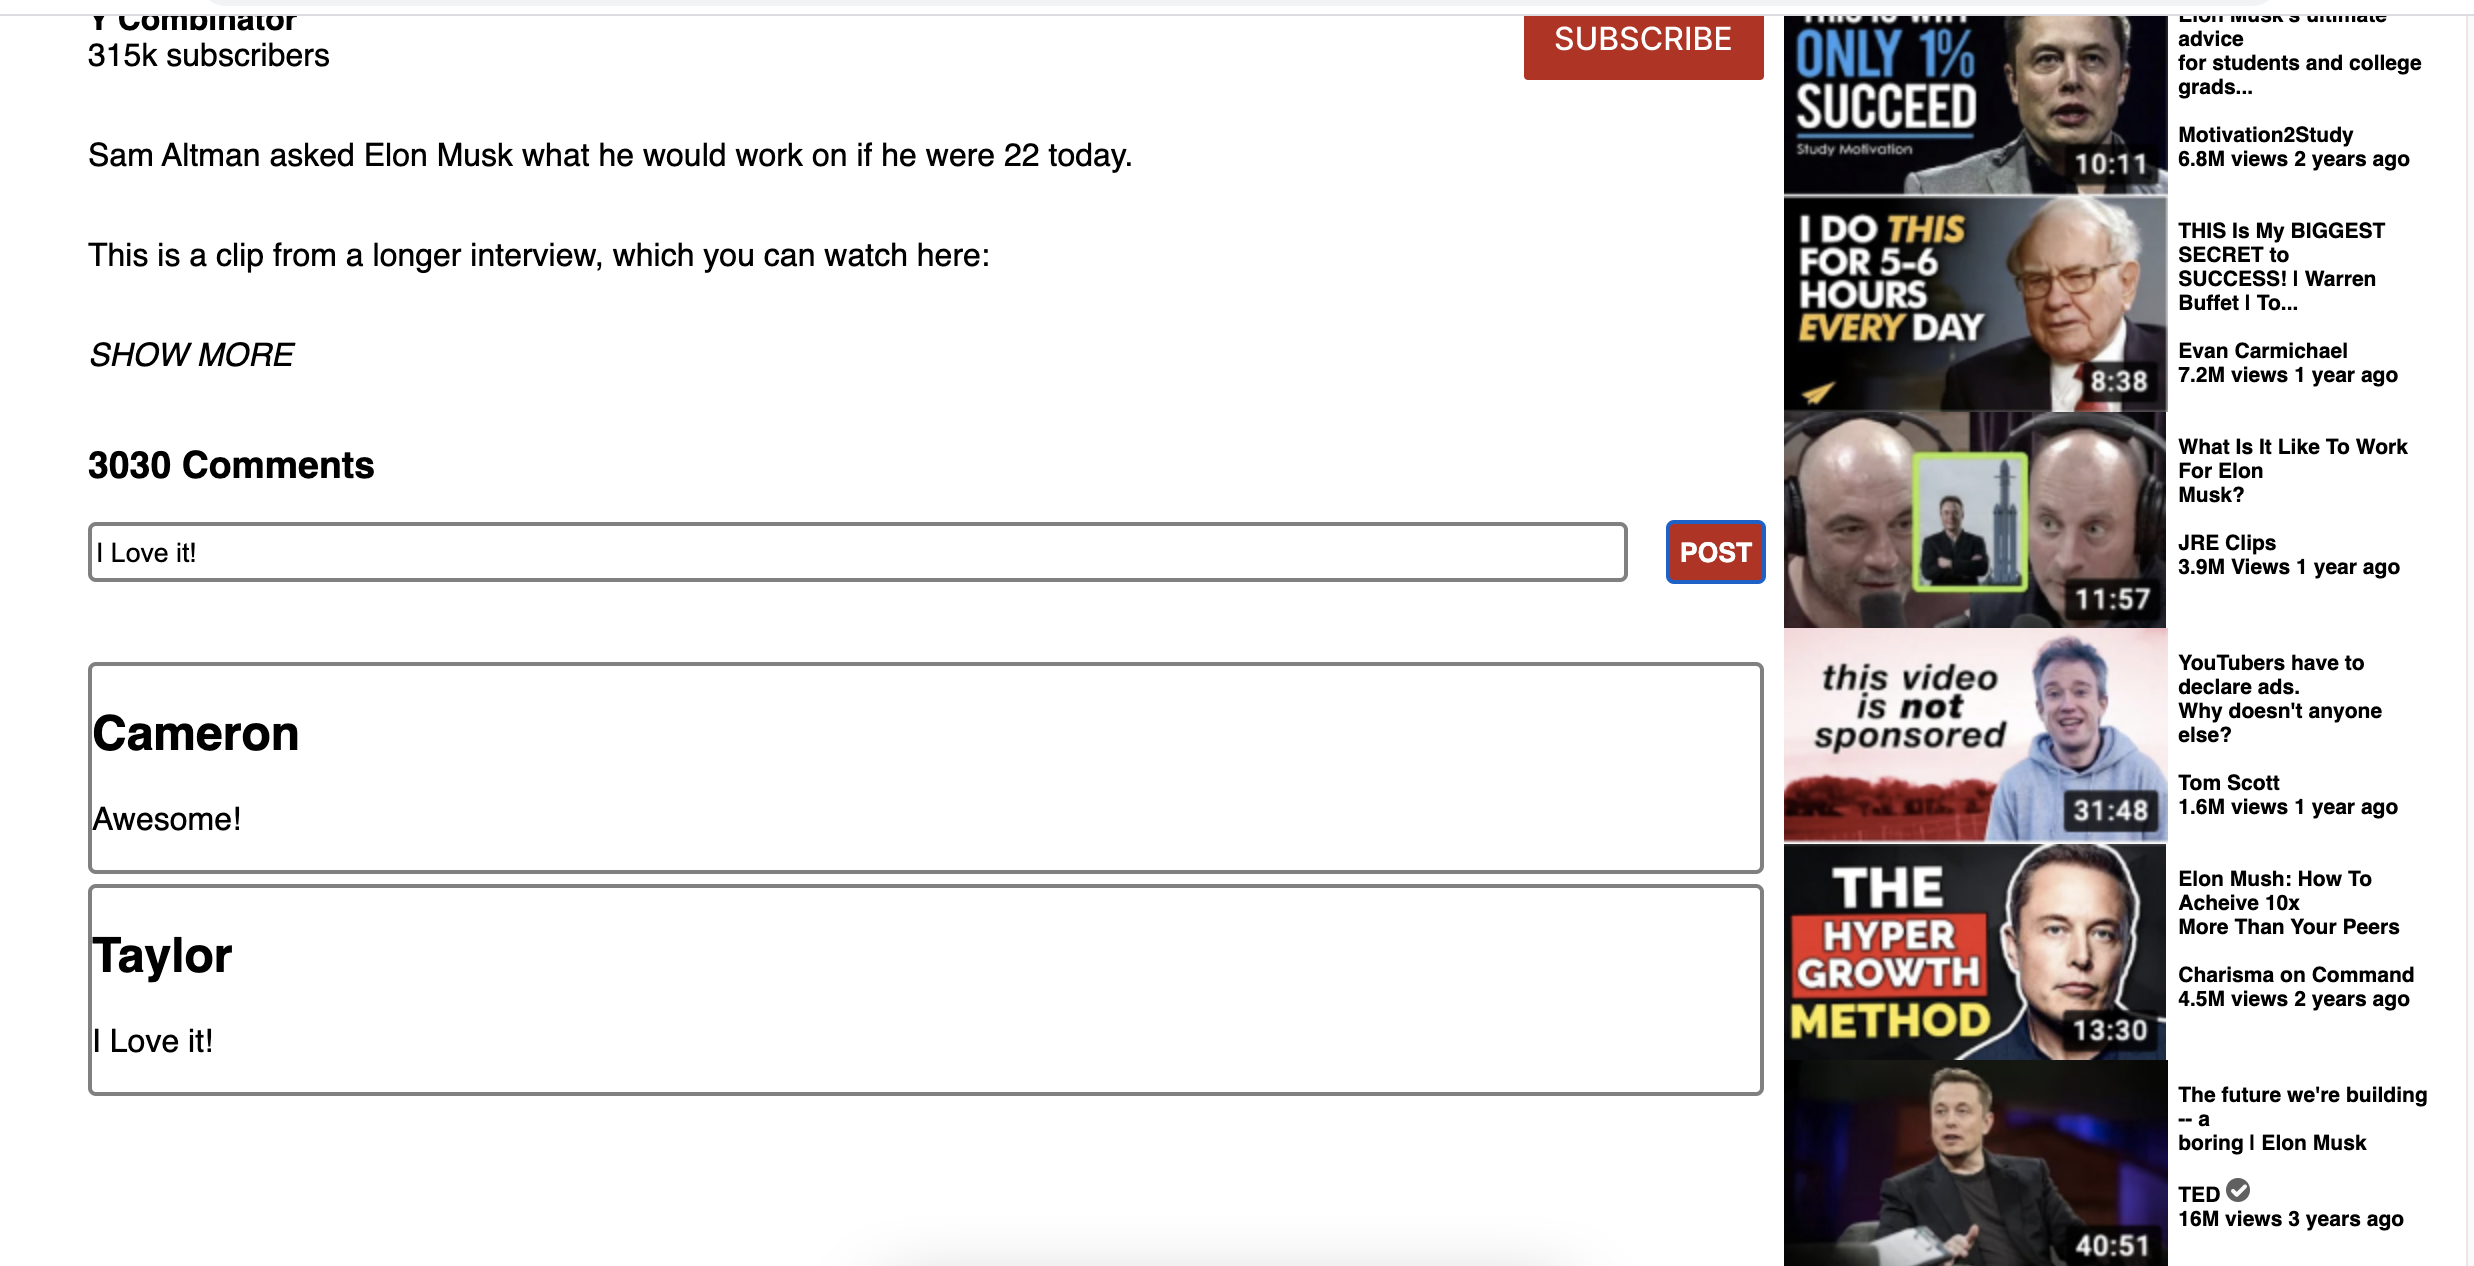 Y Combinator
315k subscribers
SUBSCRIBE
Sam Altman asked Elon Musk what he would work on if he were 22 today.
This is a clip from a longer interview, which you can watch here:
SHOW MORE
3030 Comments
I Love it!
POST
Cameron
Awesome!
Taylor
I Love it!
THIS IS WHY
ONLY 1%
SUCCEED
Study Motivation
10:11
Elon Musk's ultimate
advice
for students and college
grads...
Motivation2Study
6.8M views 2 years ago
I DO THIS
FOR 5-6
HOURS
EVERY DAY
8:38
THIS Is My BIGGEST
SECRET to
SUCCESS! | Warren
Buffet | To...
Evan Carmichael
7.2M views 1 year ago
11:57
What Is It Like To Work
For Elon
Musk?
JRE Clips
3.9M Views 1 year ago
this video
is not
sponsored
31:48
YouTubers have to
declare ads.
Why doesn't anyone
else?
Tom Scott
1.6M views 1 year ago
THE
HYPER
GROWTH
METHOD
13:30
Elon Mush: How To
Acheive 10x
More Than Your Peers
Charisma on Command
4.5M views 2 years ago
40:51
The future we're building
-- a
boring | Elon Musk
TED
16M views 3 years ago